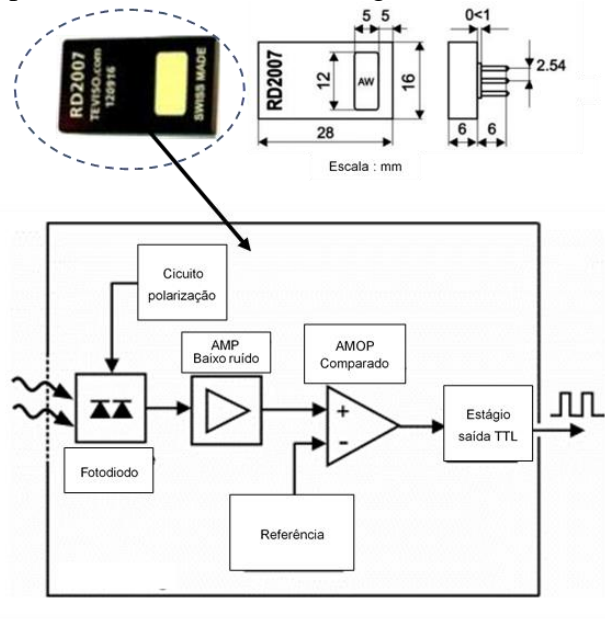 RD2007
TEVISO.com
120916
SWISS MADE
5
5
0<1
RD2007
12
AW
16
2.54
28
6
6
Escala : mm
Cicuito
polarização
AMP
Baixo ruído
AMOP
Comparado
+
-
Estágio
saída TTL
Fotodiodo
Referência